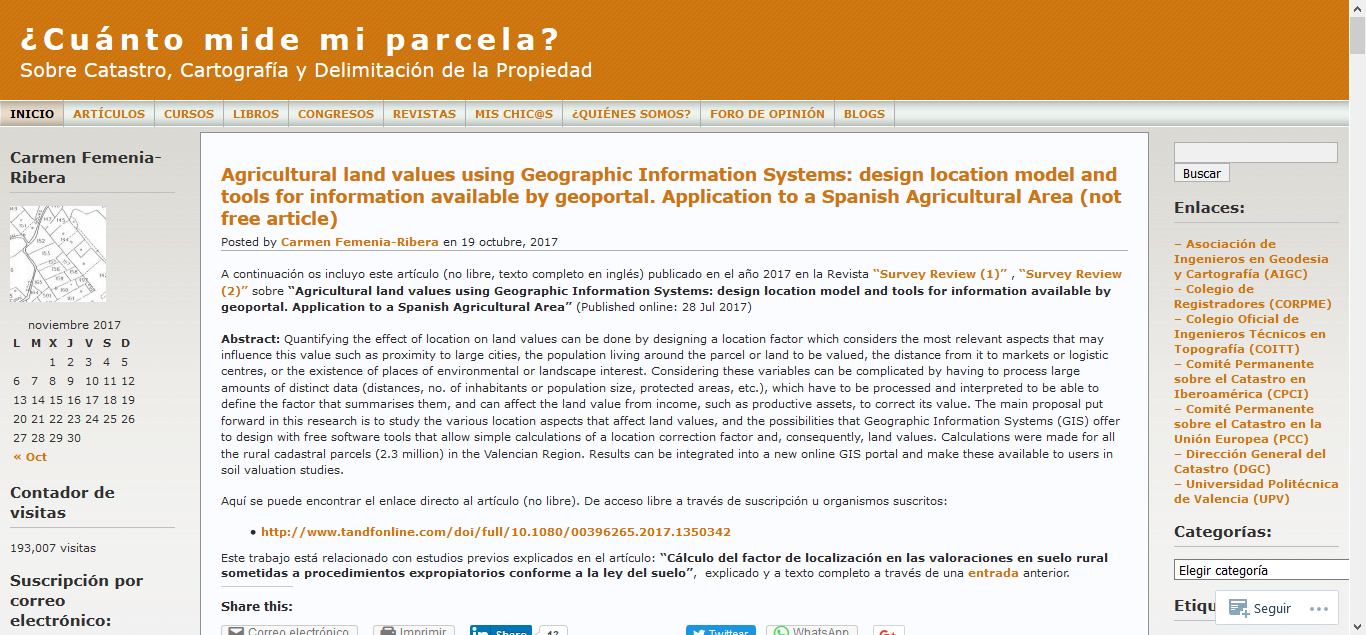 ¿Cuánto mide mi parcela?
Sobre Catastro, Cartografía y Delimitación de la Propiedad
INICIO ARTÍCULOS CURSOS LIBROS CONGRESOS REVISTAS MIS CHIC@S ¿QUIÉNES SOMOS? FORO DE OPINIÓN BLOGS
Carmen Femenia-
Ribera
noviembre 2017
L M X J V S D
1 2 3 4 5
6 7 8 9 10 11 12
13 14 15 16 17 18 19
20 21 22 23 24 25 26
27 28 29 30
« Oct
Contador de
visitas
193,007 visitas
Suscripción por
correo
electrónico:
Agricultural land values using Geographic Information Systems: design location model and
tools for information available by geoportal. Application to a Spanish Agricultural Area (not
free article)
Posted by Carmen Femenia-Ribera en 19 octubre, 2017
A continuación os incluyo este artículo (no libre, texto completo en inglés) publicado en el año 2017 en la Revista “Survey Review (1)” , “Survey Review
(2)” sobre “Agricultural land values using Geographic Information Systems: design location model and tools for information available by
geoportal. Application to a Spanish Agricultural Area” (Published online: 28 Jul 2017)
Abstract: Quantifying the effect of location on land values can be done by designing a location factor which considers the most relevant aspects that may
influence this value such as proximity to large cities, the population living around the parcel or land to be valued, the distance from it to markets or logistic
centres, or the existence of places of environmental or landscape interest. Considering these variables can be complicated by having to process large
amounts of distinct data (distances, no. of inhabitants or population size, protected areas, etc.), which have to be processed and interpreted to be able to
define the factor that summarises them, and can affect the land value from income, such as productive assets, to correct its value. The main proposal put
forward in this research is to study the various location aspects that affect land values, and the possibilities that Geographic Information Systems (GIS) offer
to design with free software tools that allow simple calculations of a location correction factor and, consequently, land values. Calculations were made for all
the rural cadastral parcels (2.3 million) in the Valencian Region. Results can be integrated into a new online GIS portal and make these available to users in
soil valuation studies.
Aquí se puede encontrar el enlace directo al artículo (no libre). De acceso libre a través de suscripción u organismos suscritos:
• http://www.tandfonline.com/doi/full/10.1080/00396265.2017.1350342
Este trabajo está relacionado con estudios previos explicados en el artículo: “Cálculo del factor de localización en las valoraciones en suelo rural
sometidas a procedimientos expropiatorios conforme a la ley del suelo”, explicado y a texto completo a través de una entrada anterior.
Share this:
Correo electrónico Imprimir Share 12 Twittear WhatsApp
Buscar
Enlaces:
– Asociación de
Ingenieros en Geodesia
y Cartografía (AIGC)
– Colegio de
Registradores (CORPME)
– Colegio Oficial de
Ingenieros Técnicos en
Topografía (COITT)
– Comité Permanente
sobre el Catastro en
Iberoamérica (CPCI)
– Comité Permanente
sobre el Catastro en la
Unión Europea (PCC)
– Dirección General del
Catastro (DGC)
– Universidad Politécnica
de Valencia (UPV)
Categorías:
Elegir categoría
Etiqu
Seguir